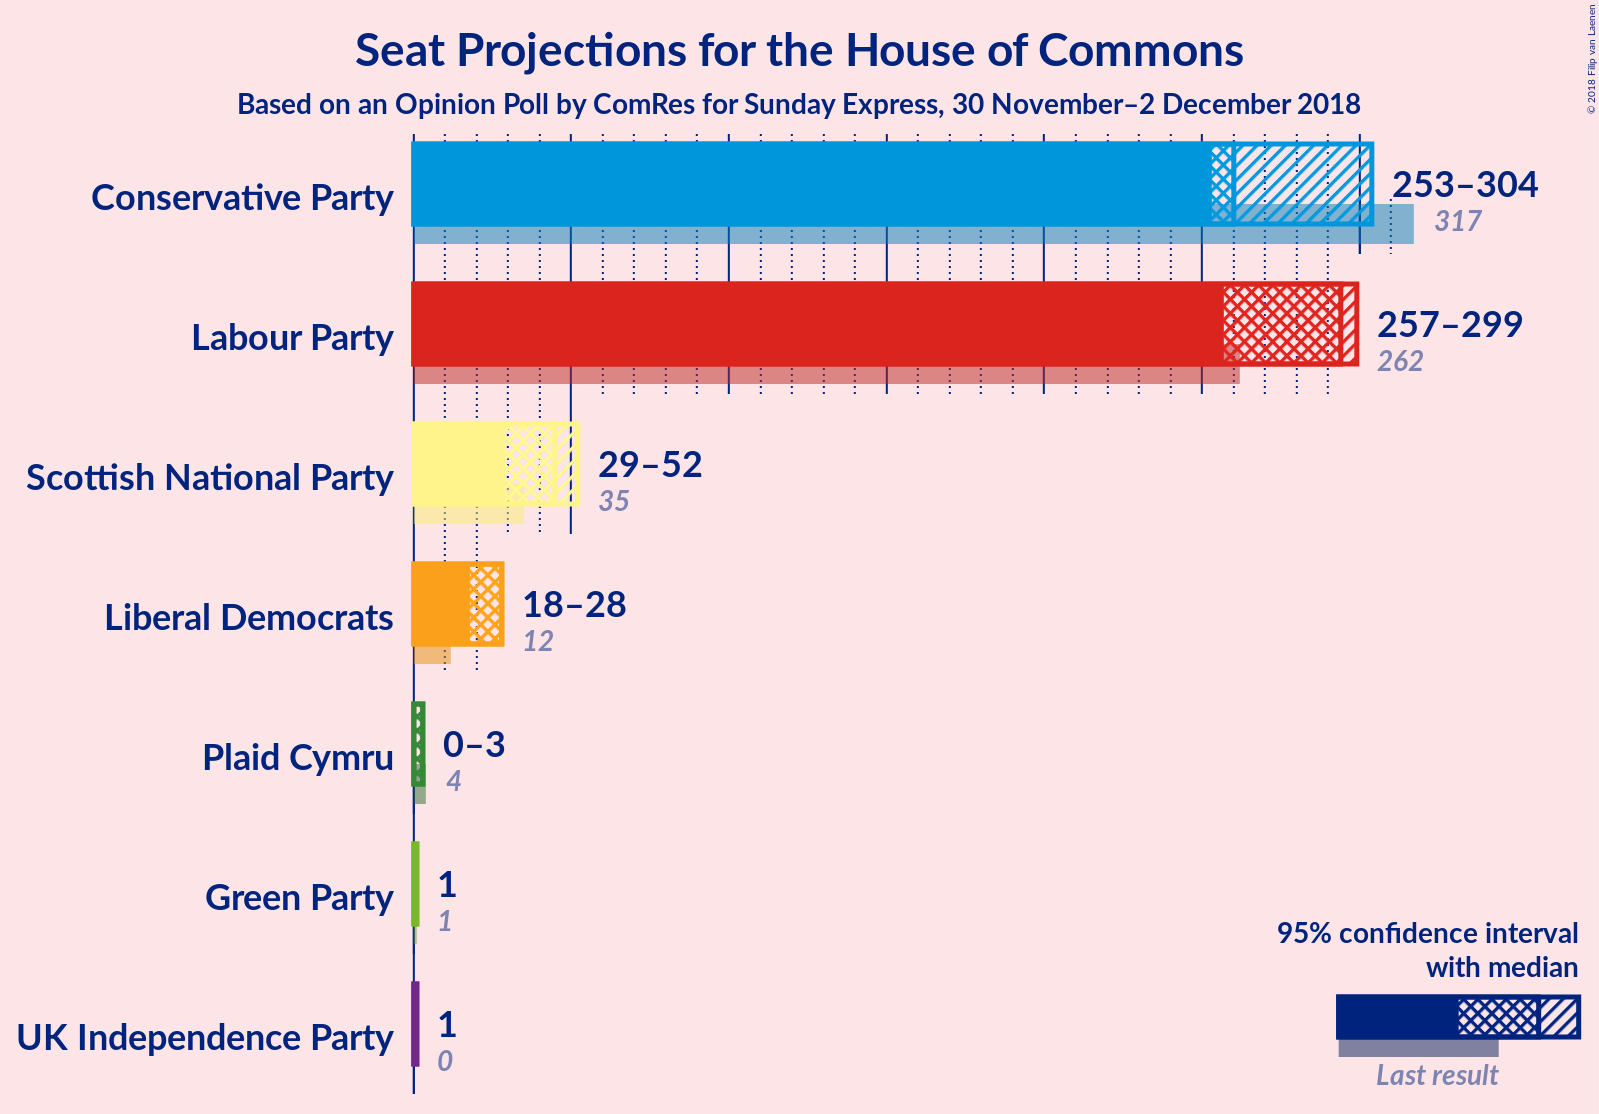 Seat Projections for the House of Commons
Based on an Opinion Poll by ComRes for Sunday Express, 30 November–2 December 2018
© 2018 Filip van Laenen
Conservative Party
253–304
317
Labour Party
257–299
262
Scottish National Party
29–52
35
Liberal Democrats
18–28
12
Plaid Cymru
0–3
4
Green Party
1
1
UK Independence Party
1
0
95% confidence interval
with median
Last result